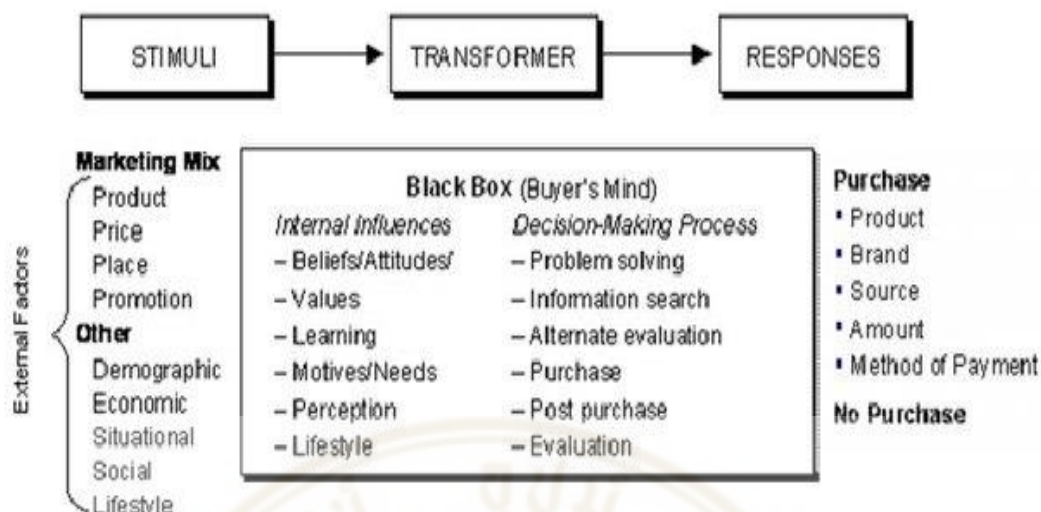 STIMULI
TRANSFORMER
RESPONSES
External Factors
Marketing Mix
Product
Price
Place
Promotion
Other
Demographic
Economic
Situational
Social
Lifestyle
Black Box (Buyer's Mind)
Internal Influences
– Beliefs/Attitudes/
– Values
– Learning
– Motives/Needs
– Perception
– Lifestyle
Decision-Making Process
– Problem solving
– Information search
– Alternate evaluation
– Purchase
– Post purchase
– Evaluation
Purchase
▪ Product
▪ Brand
▪ Source
▪ Amount
▪ Method of Payment
No Purchase